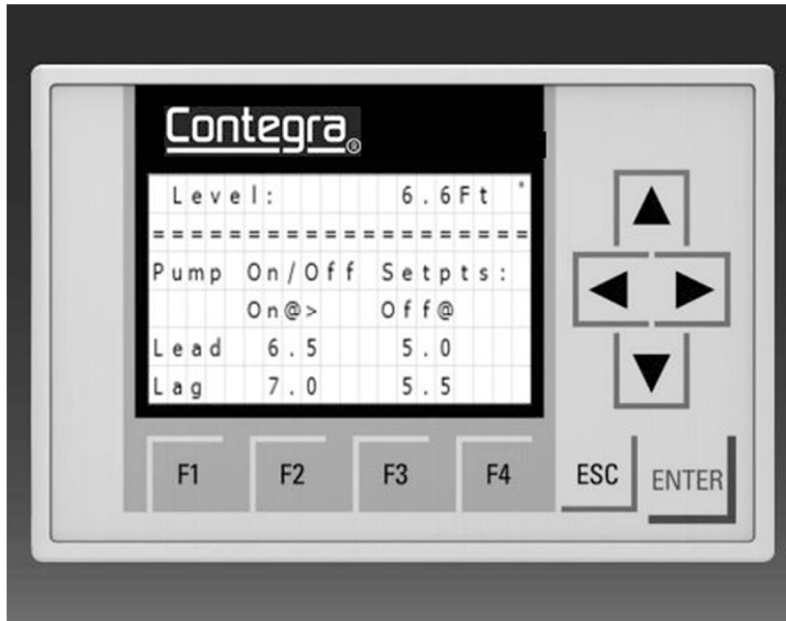 Contegra®
Level: 6.6Ft *
====================
Pump On/Off Setpts:
On@> Off@
Lead 6.5 5.0
Lag 7.0 5.5
F1 F2 F3 F4 ESC ENTER